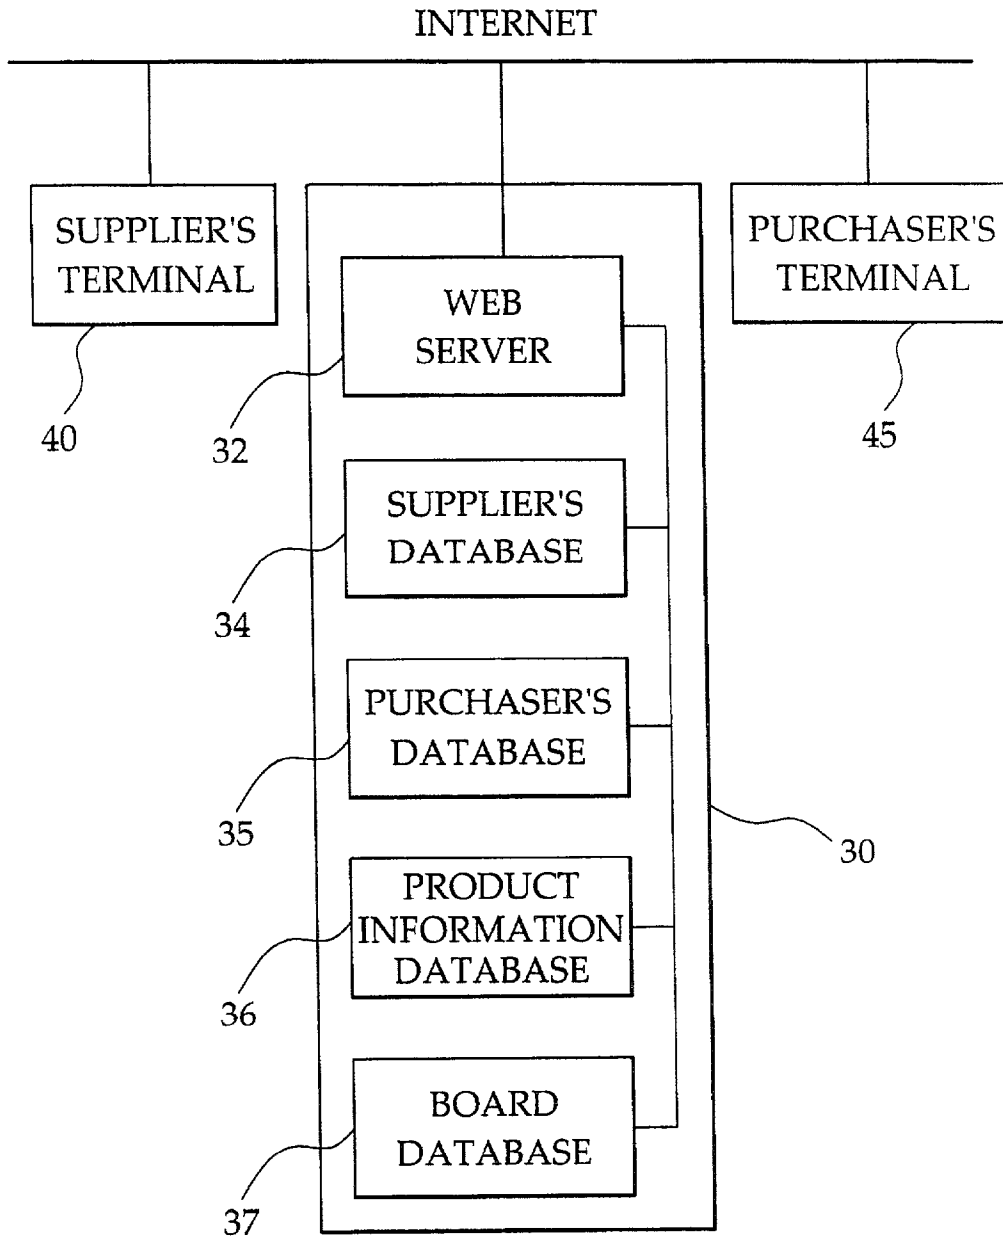 INTERNET
SUPPLIER'S
TERMINAL
40
PURCHASER'S
TERMINAL
45
WEB
SERVER
32
SUPPLIER'S
DATABASE
34
PURCHASER'S
DATABASE
35
30
PRODUCT
INFORMATION
DATABASE
36
BOARD
DATABASE
37